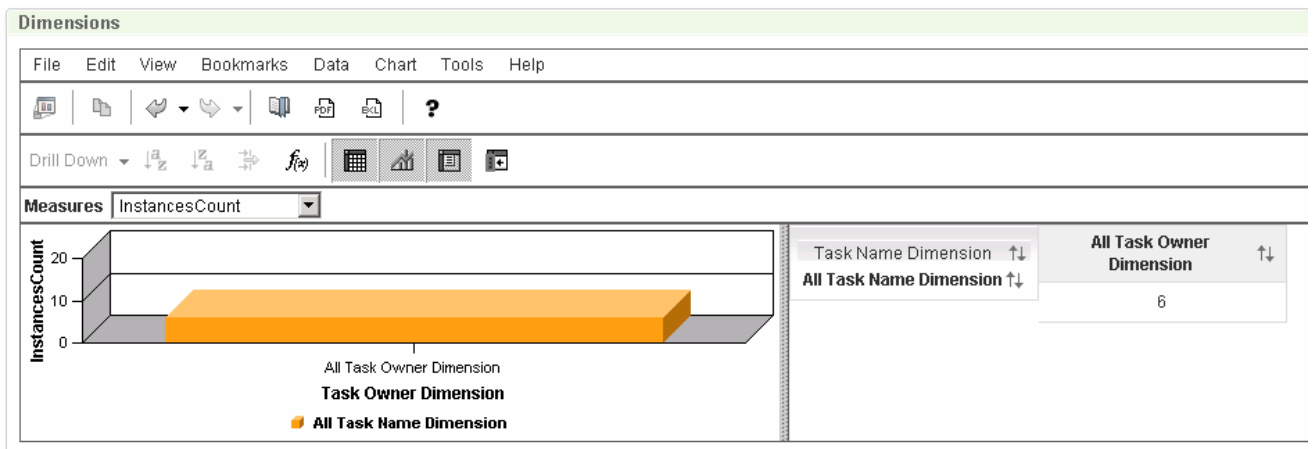 Dimensions
File Edit View Bookmarks Data Chart Tools Help
PDF EXL ?
Drill Down a z z a f(x)
Measures InstancesCount
InstancesCount
20
10
0
All Task Owner Dimension
Task Owner Dimension
All Task Name Dimension
Task Name Dimension
All Task Name Dimension
All Task Owner
Dimension
6